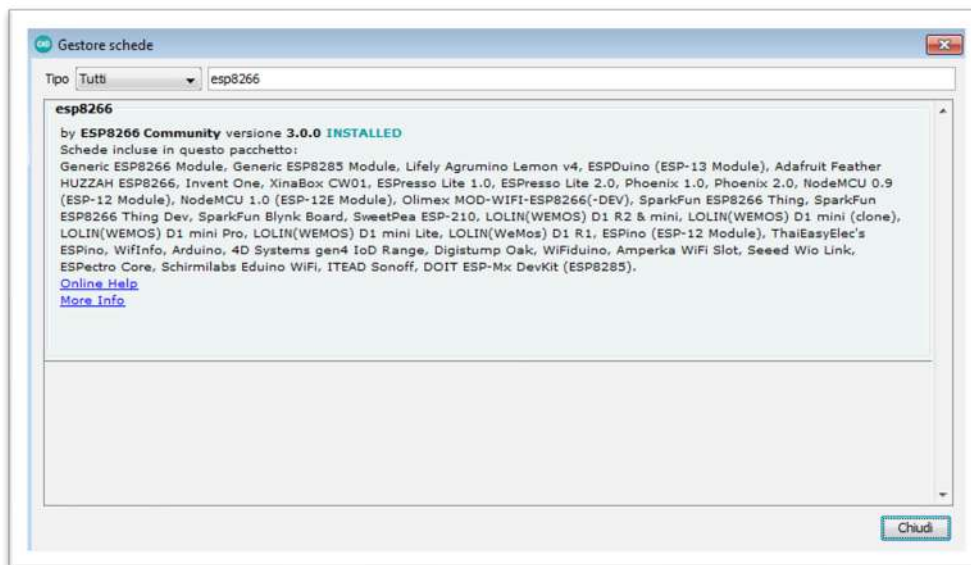 Gestore schede
Tipo Tutti esp8266
esp8266
by ESP8266 Community versione 3.0.0 INSTALLED
Schede incluse in questo pacchetto:
Generic ESP8266 Module, Generic ESP8285 Module, Lifely Agrumino Lemon v4, ESPDuino (ESP-13 Module), Adafruit Feather
HUZZAH ESP8266, Invent One, XinaBox CW01, ESPresso Lite 1.0, ESPresso Lite 2.0, Phoenix 1.0, Phoenix 2.0, NodeMCU 0.9
(ESP-12 Module), NodeMCU 1.0 (ESP-12E Module), Olimex MOD-WIFI-ESP8266(-DEV), SparkFun ESP8266 Thing, SparkFun
ESP8266 Thing Dev, SparkFun Blynk Board, SweetPea ESP-210, LOLIN(WEMOS) D1 R2 & mini, LOLIN(WEMOS) D1 mini (clone),
LOLIN(WEMOS) D1 mini Pro, LOLIN(WEMOS) D1 mini Lite, LOLIN(WeMos) D1 R1, ESPino (ESP-12 Module), ThaiEasyElec's
ESPino, WifInfo, Arduino, 4D Systems gen4 IoD Range, Digistump Oak, WiFiduino, Amperka WiFi Slot, Seeed Wio Link,
ESPectro Core, Schirmilabs Eduino WiFi, ITEAD Sonoff, DOIT ESP-Mx DevKit (ESP8285).
Online Help
More Info
Chiudi